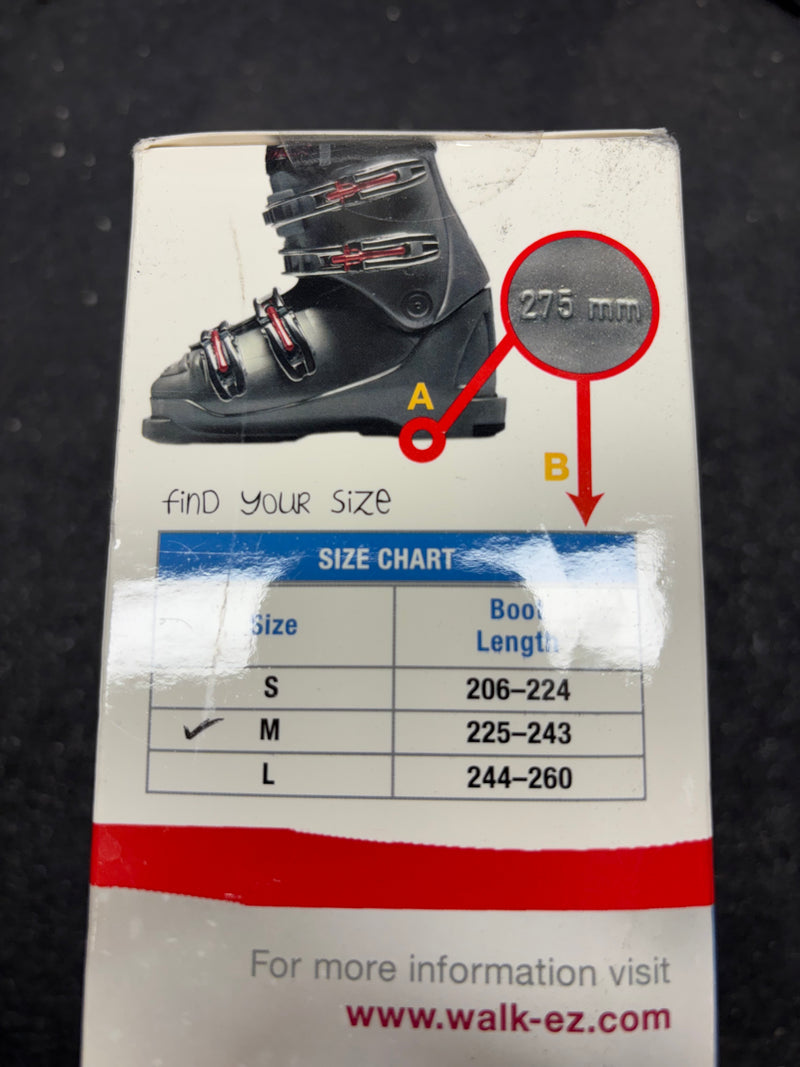 275 mm
A
B
finD YOUR SizE
SIZE CHART
Size
Boot
Length
S 206–224
M 225–243
L 244–260
For more information visit
www.walk-ez.com